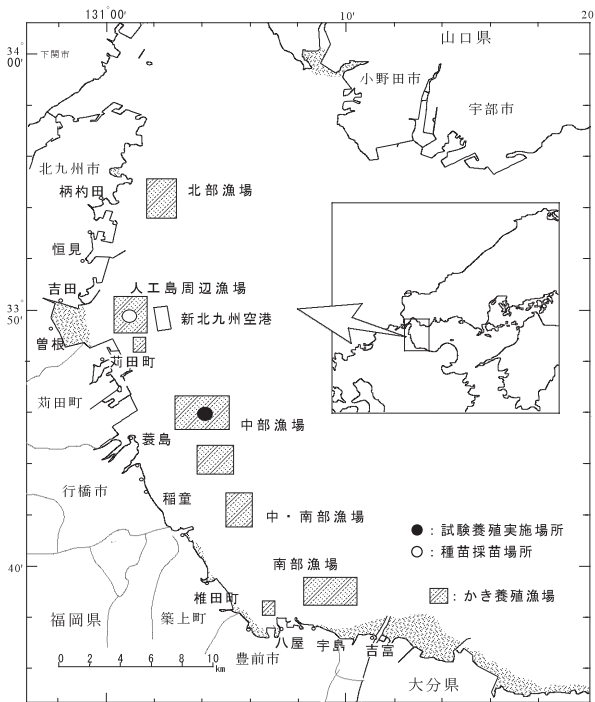 131°00′
10′
20
34°00′
下関市
山口県
小野田市
宇部市
北九州市
柄杓田
北部漁場
恒見
吉田
人工島周辺漁場
33°50′
新北九州空港
曽根
苅田町
苅田町
中部漁場
蓑島
行橋市
稲童
中・南部漁場
●：試験養殖実施場所
○：種苗採苗場所
40′
南部漁場
：かき養殖漁場
椎田町
福岡県
築上町
八屋
宇島
吉富
豊前市
大分県
0 2 4 6 8 10
km